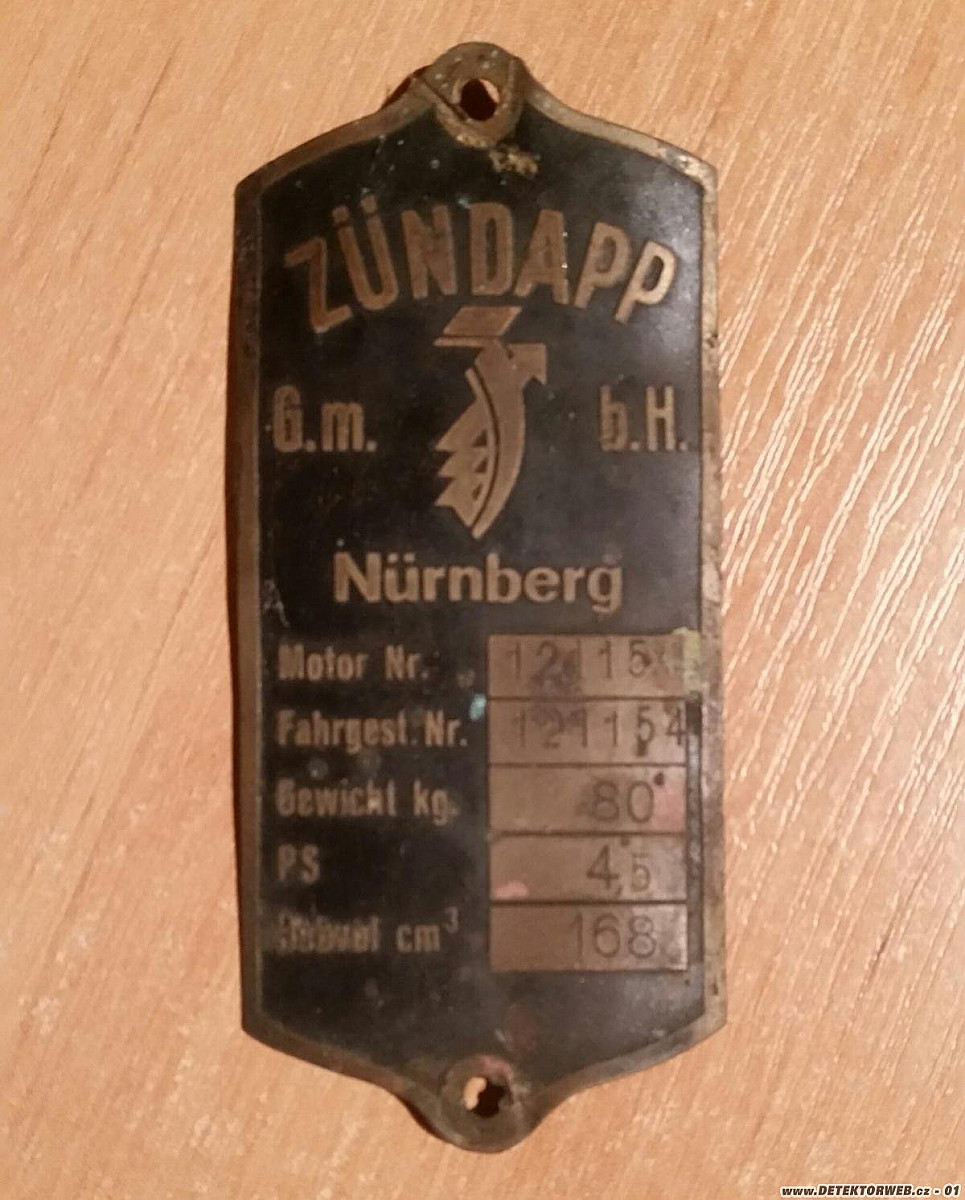 ZÜNDAPP
G.m. b.H.
Nürnberg
Motor Nr. 12115
Fahrgest. Nr. 121154
Gewicht kg. 80
PS 4,5
cm³ 168
www.DETEKTORWEB.cz - 01